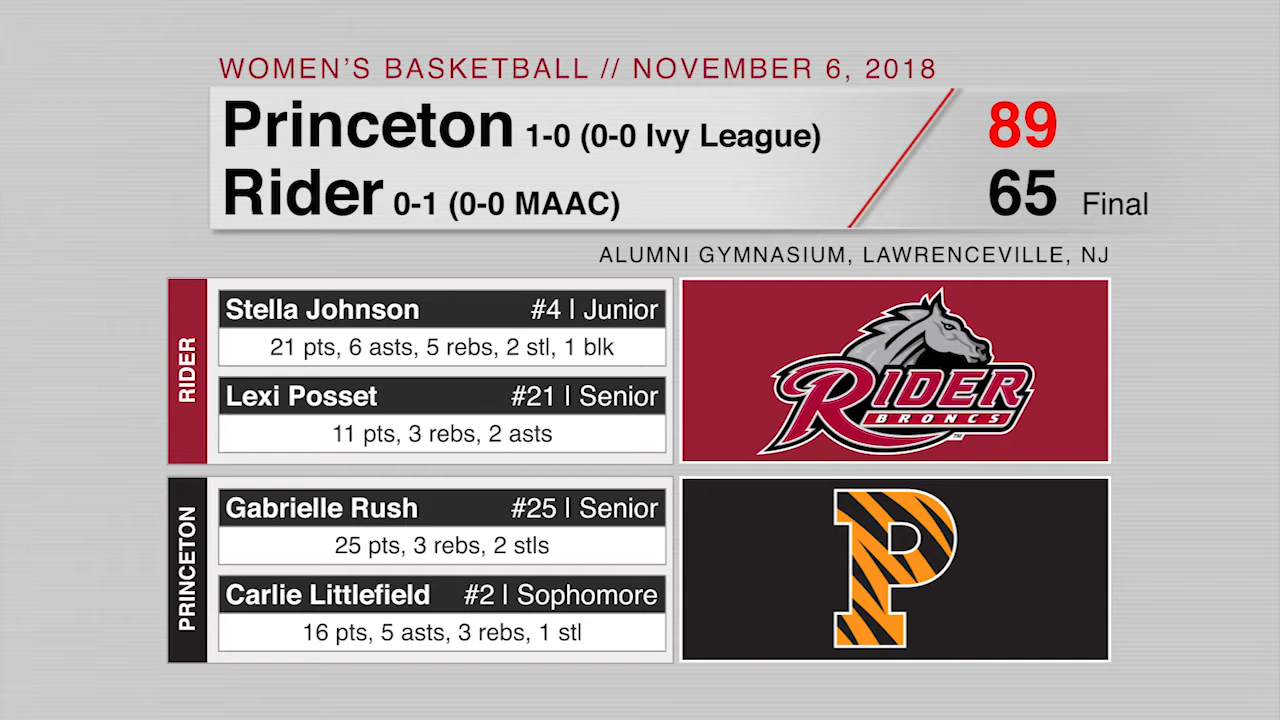 WOMEN'S BASKETBALL // NOVEMBER 6, 2018
Princeton 1-0 (0-0 Ivy League) 89
Rider 0-1 (0-0 MAAC) 65 Final
ALUMNI GYMNASIUM, LAWRENCEVILLE, NJ
RIDER
Stella Johnson #4 | Junior
21 pts, 6 asts, 5 rebs, 2 stl, 1 blk
Lexi Posset #21 | Senior
11 pts, 3 rebs, 2 asts
RIDER
BRONCS
TM
PRINCETON
Gabrielle Rush #25 | Senior
25 pts, 3 rebs, 2 stls
Carlie Littlefield #2 | Sophomore
16 pts, 5 asts, 3 rebs, 1 stl
P